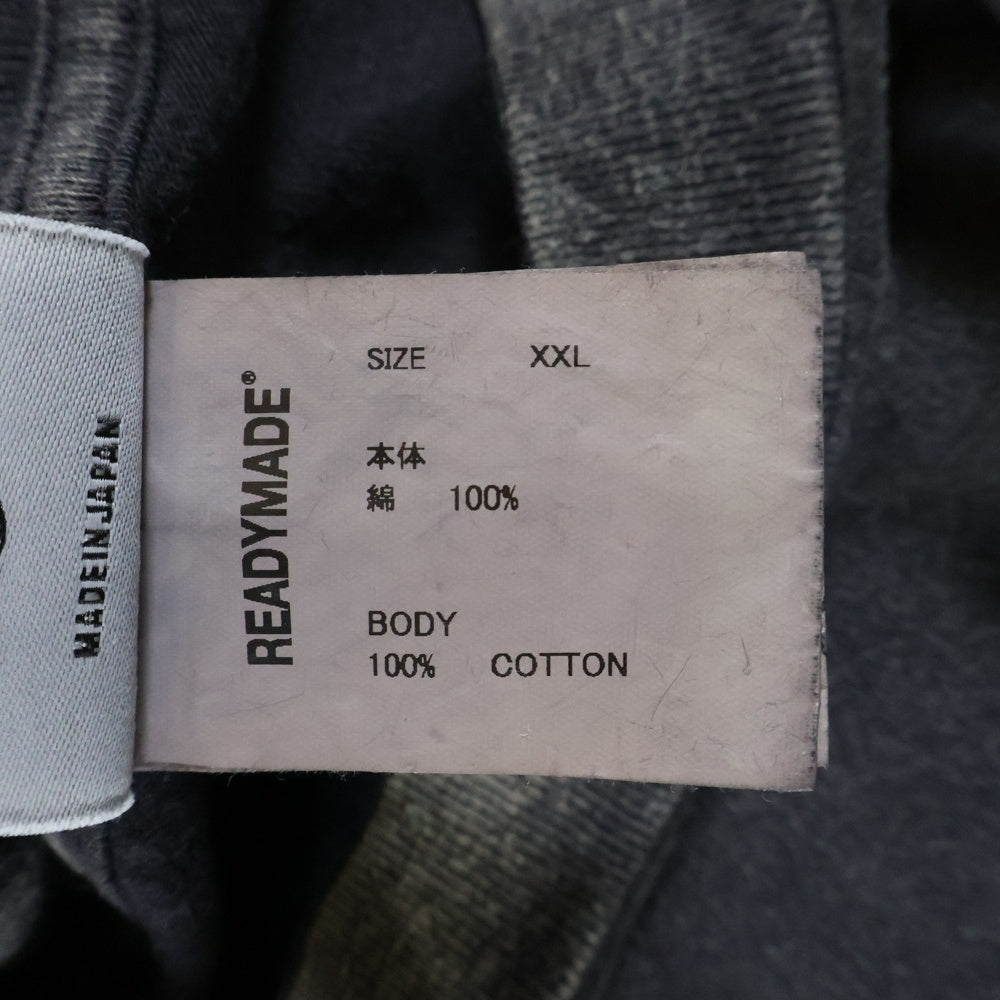 MADE IN JAPAN
READYMADE®
SIZE XXL
本体
綿 100%
BODY
100% COTTON